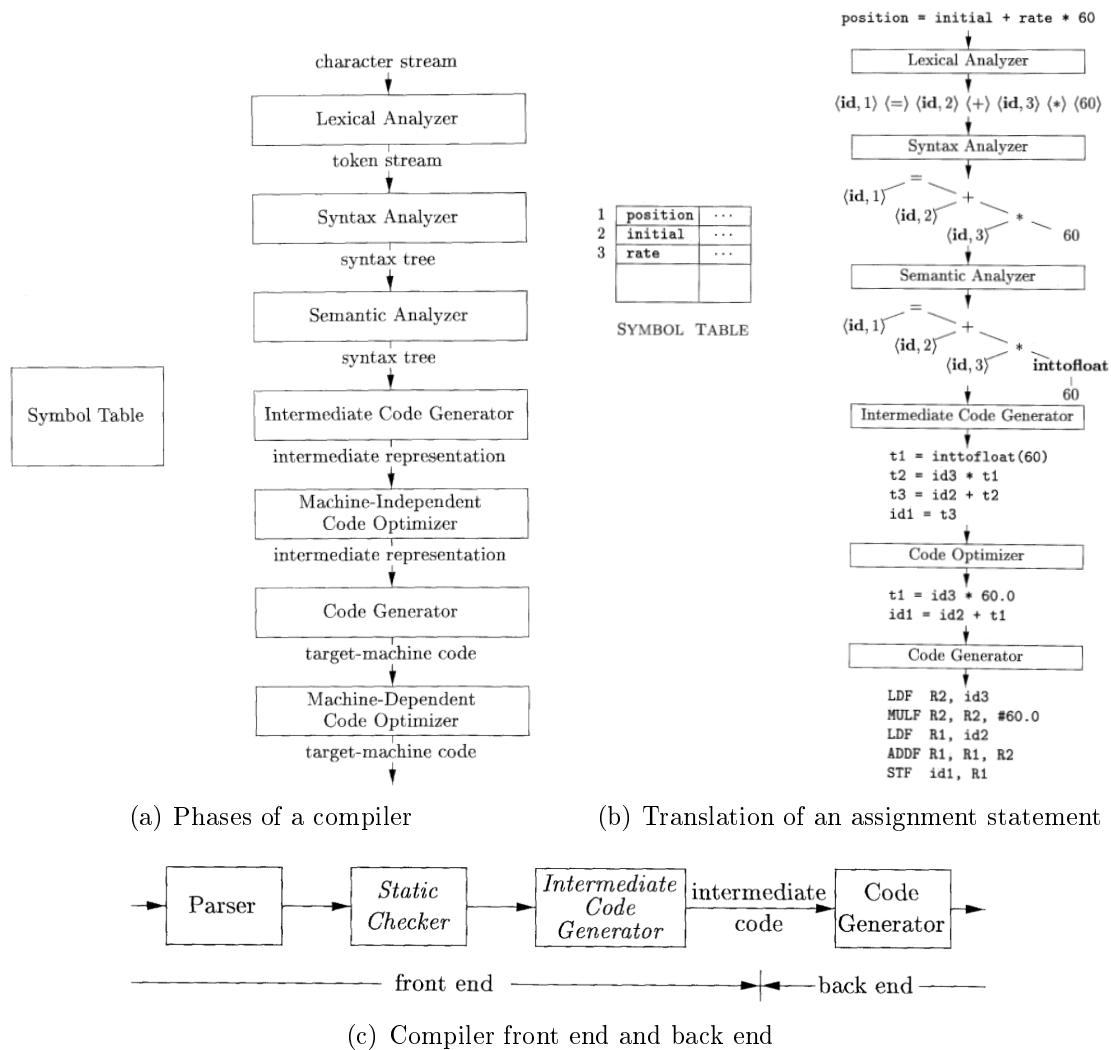 character stream
Lexical Analyzer
token stream
Syntax Analyzer
syntax tree
Semantic Analyzer
syntax tree
Symbol Table
Intermediate Code Generator
intermediate representation
Machine-Independent
Code Optimizer
intermediate representation
Code Generator
target-machine code
Machine-Dependent
Code Optimizer
target-machine code
(a) Phases of a compiler
1 position ...
2 initial ...
3 rate ...
SYMBOL TABLE
position = initial + rate * 60
Lexical Analyzer
⟨id, 1⟩ ⟨=⟩ ⟨id, 2⟩ ⟨+⟩ ⟨id, 3⟩ ⟨*⟩ ⟨60⟩
Syntax Analyzer
=
⟨id, 1⟩ +
⟨id, 2⟩ *
⟨id, 3⟩ 60
Semantic Analyzer
=
⟨id, 1⟩ +
⟨id, 2⟩ *
⟨id, 3⟩ inttofloat
60
Intermediate Code Generator
t1 = inttofloat(60)
t2 = id3 * t1
t3 = id2 + t2
id1 = t3
Code Optimizer
t1 = id3 * 60.0
id1 = id2 + t1
Code Generator
LDF R2, id3
MULF R2, R2, #60.0
LDF R1, id2
ADDF R1, R1, R2
STF id1, R1
(b) Translation of an assignment statement
Parser
Static
Checker
Intermediate
Code
Generator
intermediate
code
Code
Generator
front end
back end
(c) Compiler front end and back end